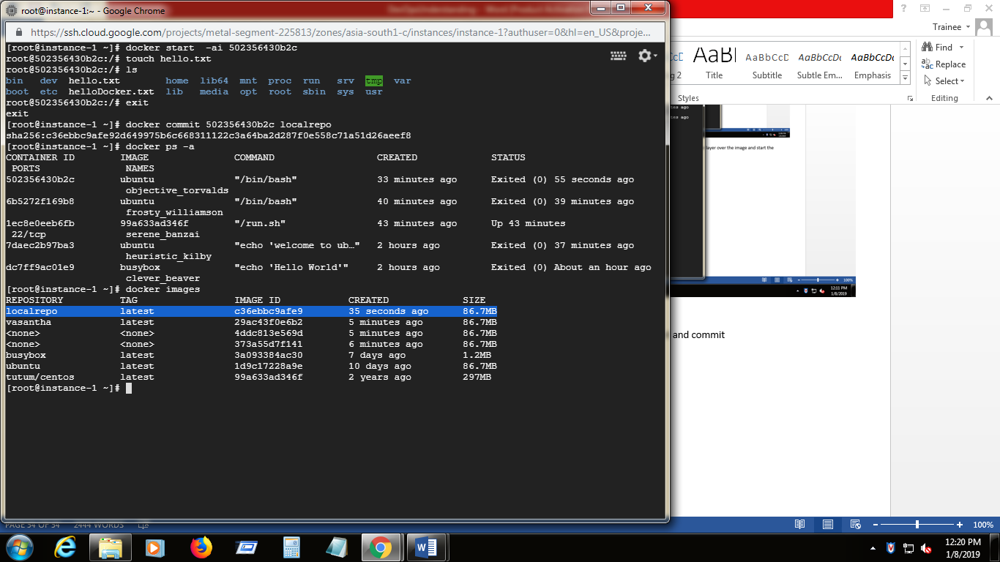 root@instance-1:~ - Google Chrome
https://ssh.cloud.google.com/projects/metal-segment-225813/zones/asia-south1-c/instances/instance-1?authuser=0&hl=en_US&proje...
[root@instance-1 ~]# docker start  -ai 502356430b2c
root@502356430b2c:/# touch hello.txt
root@502356430b2c:/# ls
bin   dev  hello.txt        home  lib64  mnt  proc  run   srv  tmp  var
boot  etc  helloDocker.txt  lib   media  opt  root  sbin  sys  usr
root@502356430b2c:/# exit
exit
[root@instance-1 ~]# docker commit 502356430b2c localrepo
sha256:c36ebbc9afe92d649975b6c668311122c3a64ba2d287f0e558c71a51d26aeef8
[root@instance-1 ~]# docker ps -a
CONTAINER ID        IMAGE               COMMAND                  CREATED             STATUS
 PORTS               NAMES
502356430b2c        ubuntu              "/bin/bash"              33 minutes ago      Exited (0) 55 seconds ago
                     objective_torvalds
6b5272f169b8        ubuntu              "/bin/bash"              40 minutes ago      Exited (0) 39 minutes ago
                     frosty_williamson
1ec8e0eeb6fb        99a633ad346f        "/run.sh"                43 minutes ago      Up 43 minutes
 22/tcp              serene_banzai
7daec2b97ba3        ubuntu              "echo 'welcome to ub…"   2 hours ago         Exited (0) 37 minutes ago
                     heuristic_kilby
dc7ff9ac01e9        busybox             "echo 'Hello World'"     2 hours ago         Exited (0) About an hour ago
                     clever_beaver
[root@instance-1 ~]# docker images
REPOSITORY          TAG                 IMAGE ID            CREATED             SIZE
localrepo           latest              c36ebbc9afe9        35 seconds ago      86.7MB
vasantha            latest              29ac43f0e6b2        5 minutes ago       86.7MB
<none>              <none>              4ddc813e569d        5 minutes ago       86.7MB
<none>              <none>              373a55d7f141        6 minutes ago       86.7MB
busybox             latest              3a093384ac30        7 days ago          1.2MB
ubuntu              latest              1d9c17228a9e        10 days ago         86.7MB
tutum/centos        latest              99a633ad346f        2 years ago         297MB
[root@instance-1 ~]#
Trainee
AaBbCcDc AaBbCcDc AaBbCcDc
g 2 Title Subtitle Subtle Em... Emphasis
Styles
Find
Replace
Select
Editing
layer over the image and start the
12:11 PM
1/8/2019
and commit
PAGE 34 OF 34 2444 WORDS
100%
12:20 PM
1/8/2019